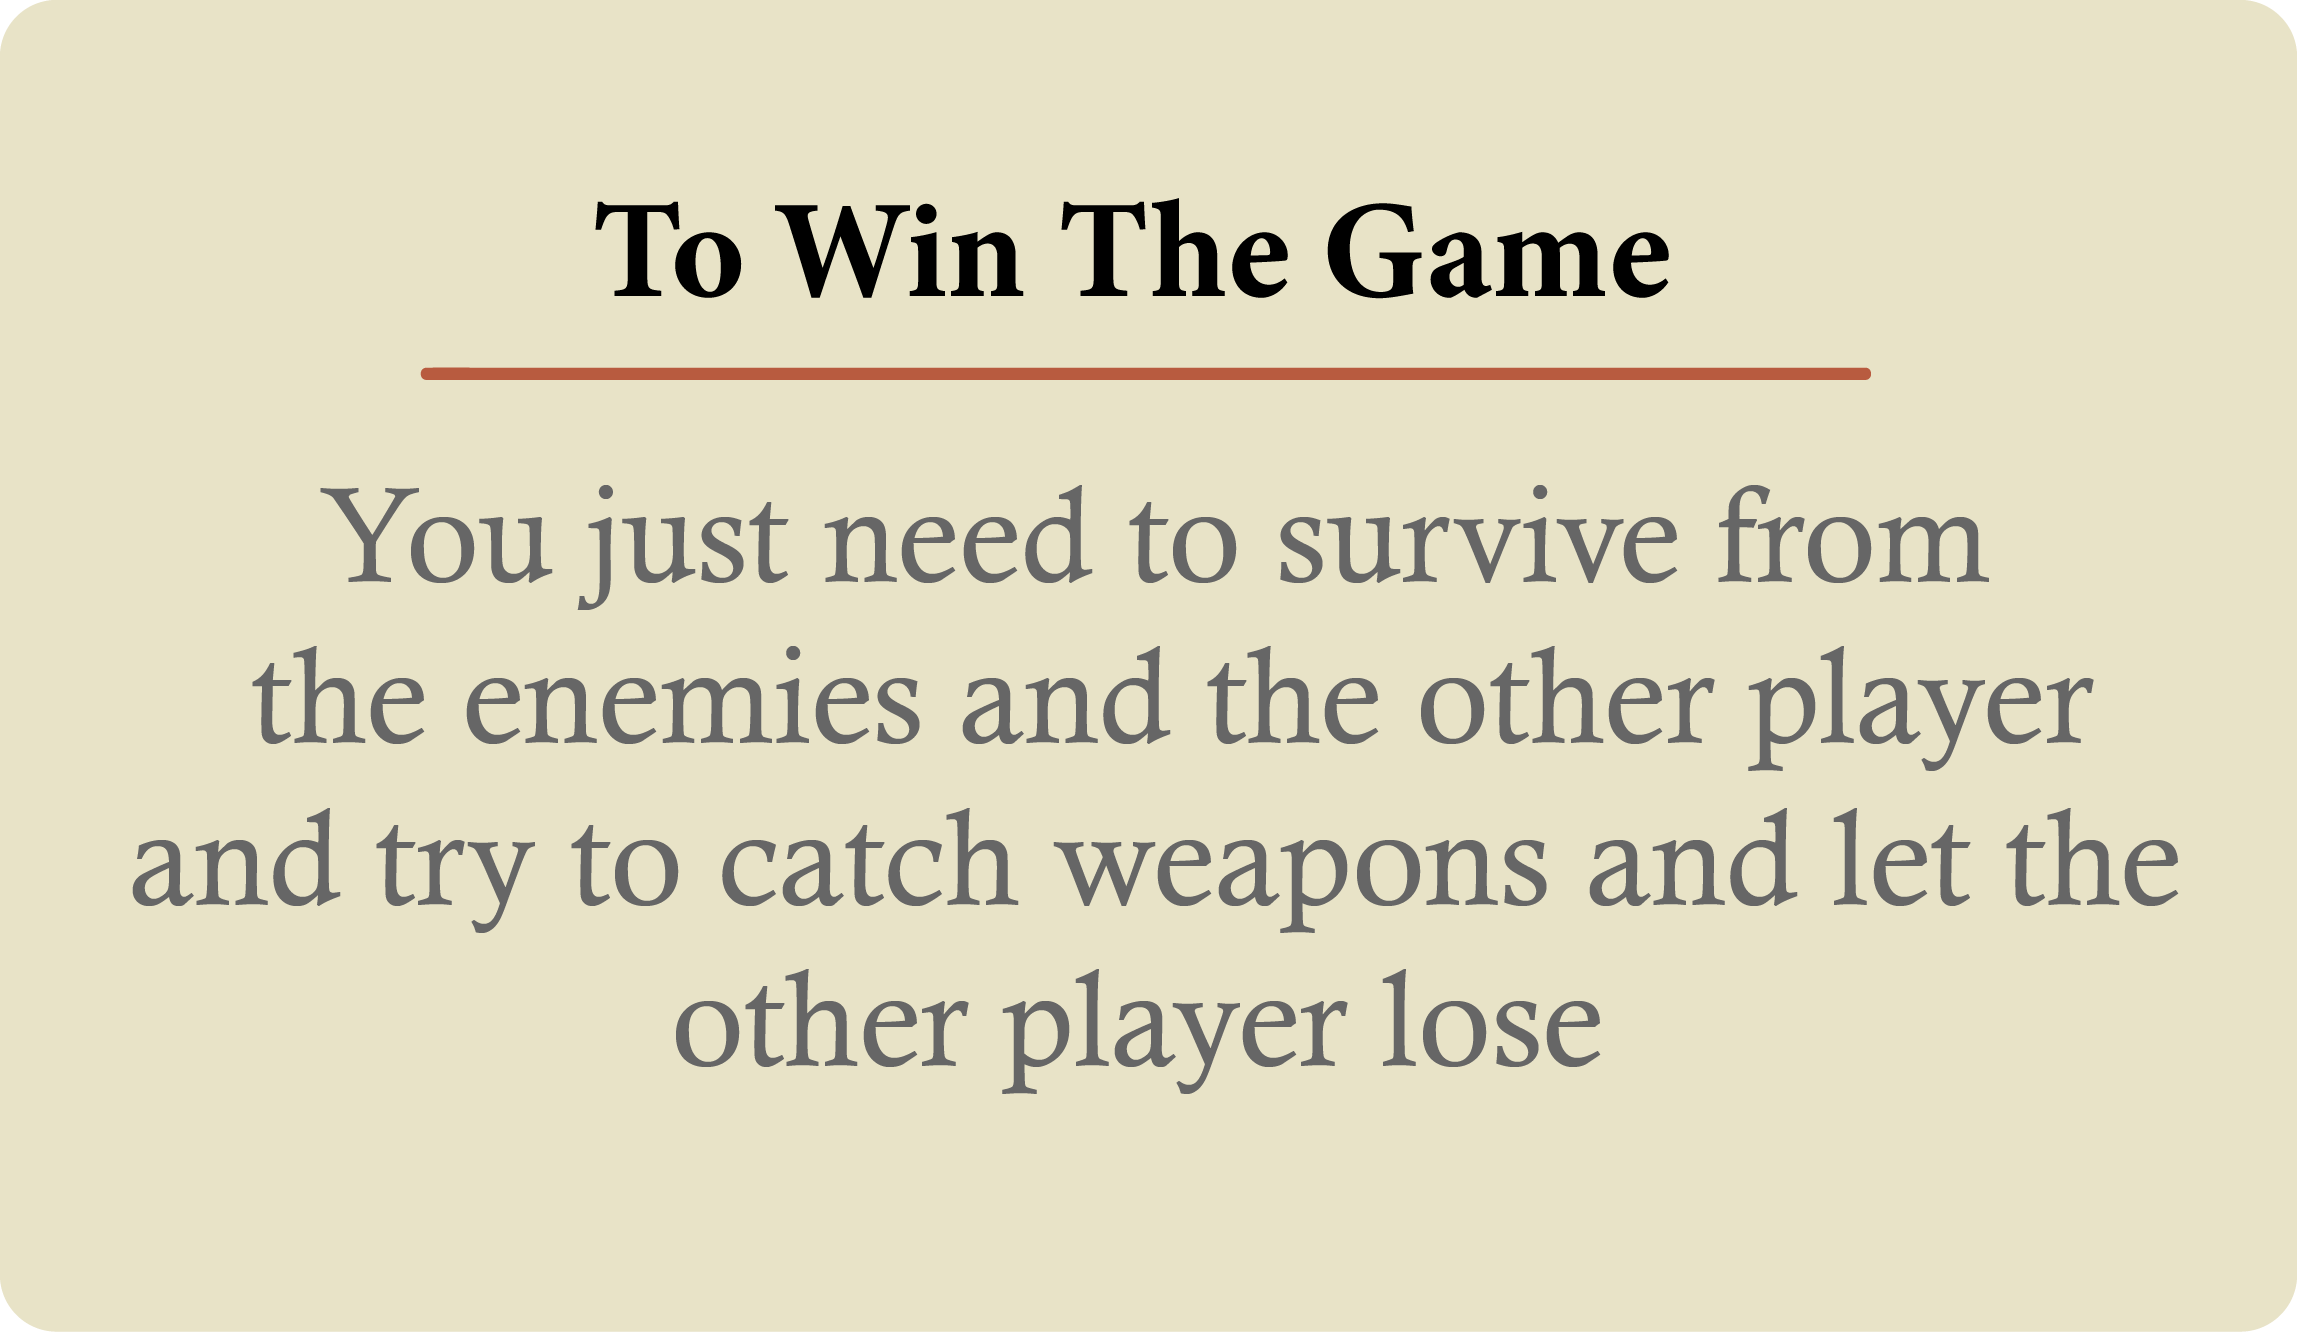 To Win The Game
You just need to survive from
the enemies and the other player
and try to catch weapons and let the
other player lose